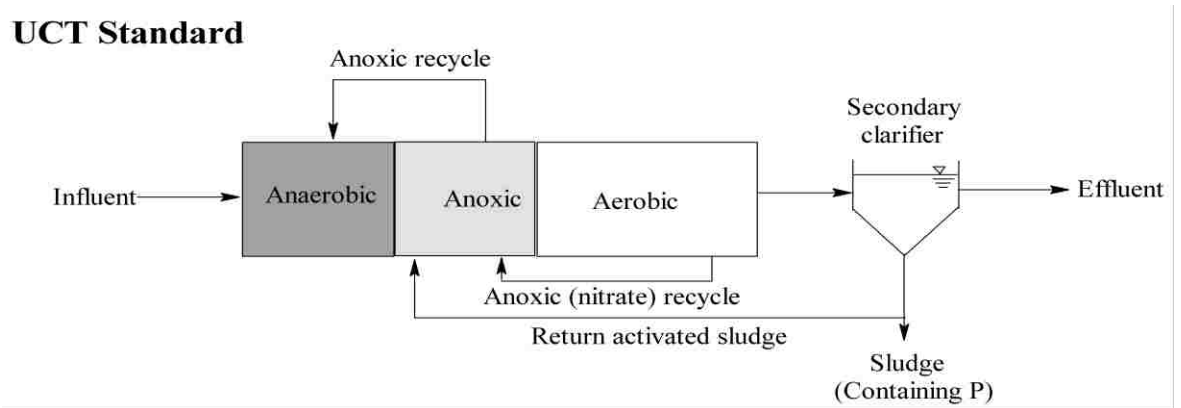 UCT Standard
Anoxic recycle
Secondary
clarifier
Influent
Anaerobic
Anoxic
Aerobic
Effluent
Anoxic (nitrate) recycle
Return activated sludge
Sludge
(Containing P)